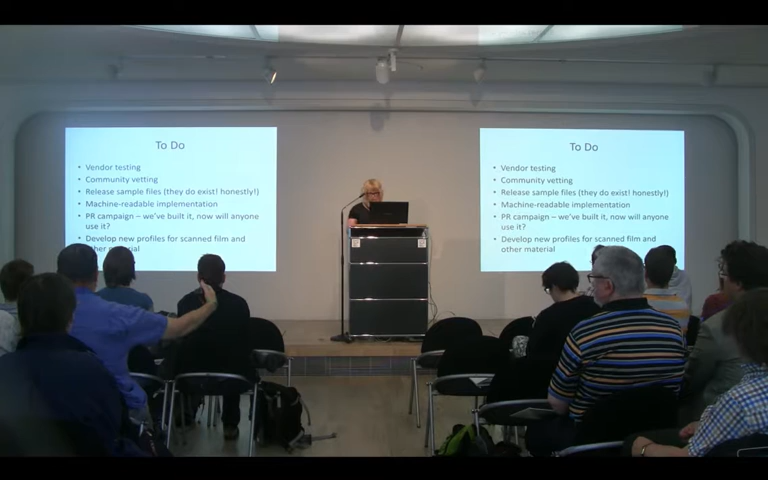 To Do
• Vendor testing
• Community vetting
• Release sample files (they do exist! honestly!)
• Machine-readable implementation
• PR campaign – we've built it, now will anyone
use it?
• Develop new profiles for scanned film and
other material
To Do
• Vendor testing
• Community vetting
• Release sample files (they do exist! honestly!)
• Machine-readable implementation
• PR campaign – we've built it, now will anyone
use it?
• Develop new profiles for scanned film and
other material